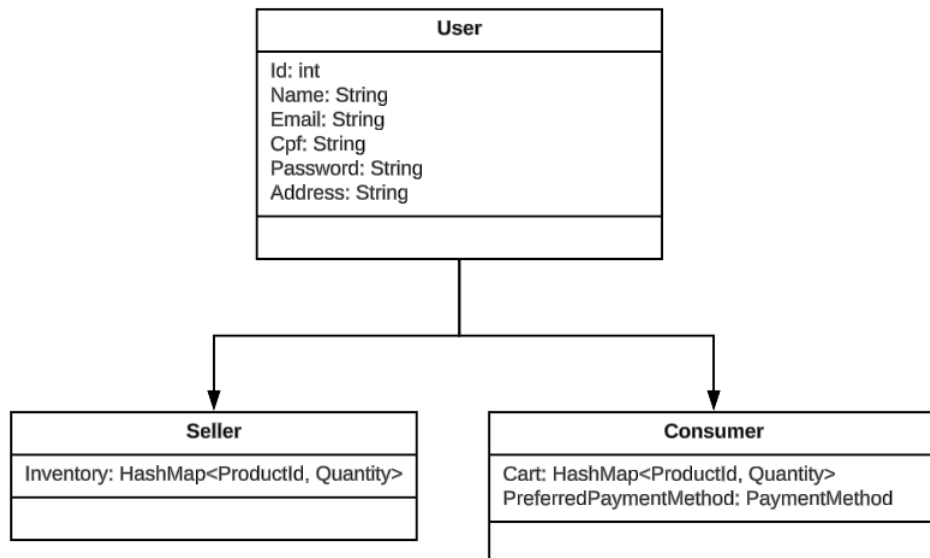 User
Id: int
Name: String
Email: String
Cpf: String
Password: String
Address: String
Seller
Inventory: HashMap<ProductId, Quantity>
Consumer
Cart: HashMap<ProductId, Quantity>
PreferredPaymentMethod: PaymentMethod